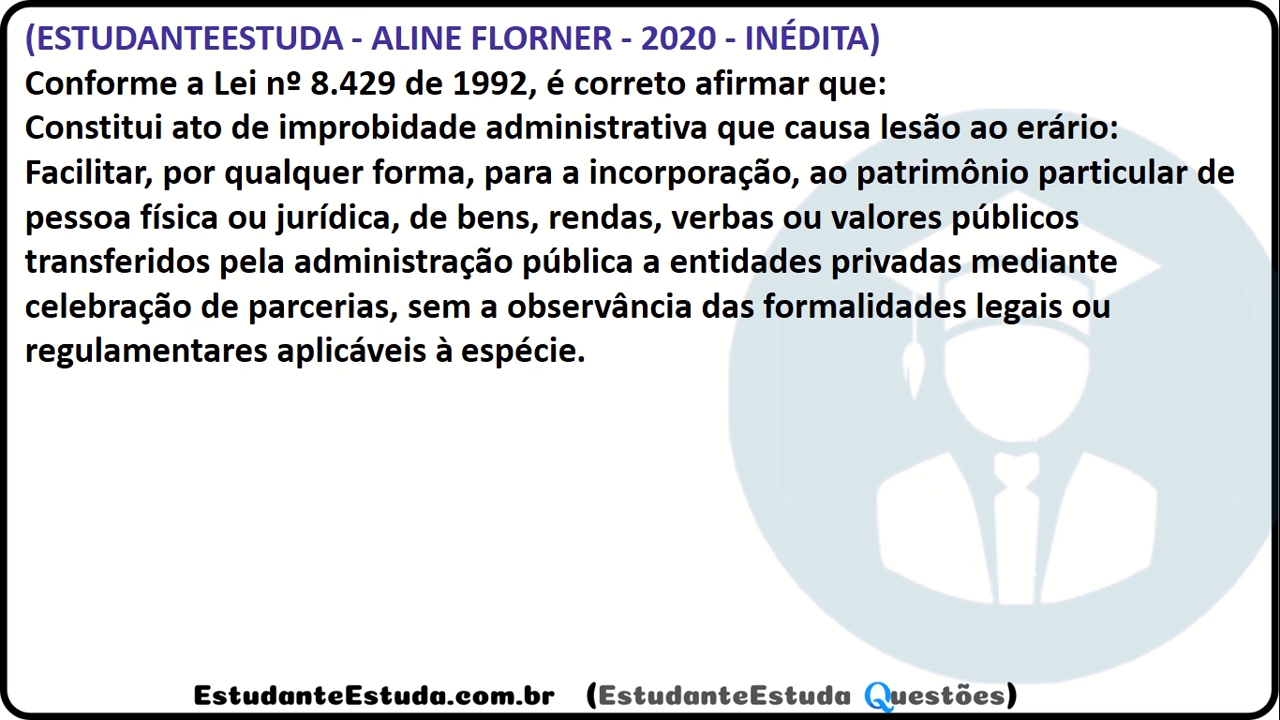 (ESTUDANTEESTUDA - ALINE FLORNER - 2020 - INÉDITA)
Conforme a Lei nº 8.429 de 1992, é correto afirmar que:
Constitui ato de improbidade administrativa que causa lesão ao erário:
Facilitar, por qualquer forma, para a incorporação, ao patrimônio particular de
pessoa física ou jurídica, de bens, rendas, verbas ou valores públicos
transferidos pela administração pública a entidades privadas mediante
celebração de parcerias, sem a observância das formalidades legais ou
regulamentares aplicáveis à espécie.
EstudanteEstuda.com.br (EstudanteEstuda Questões)